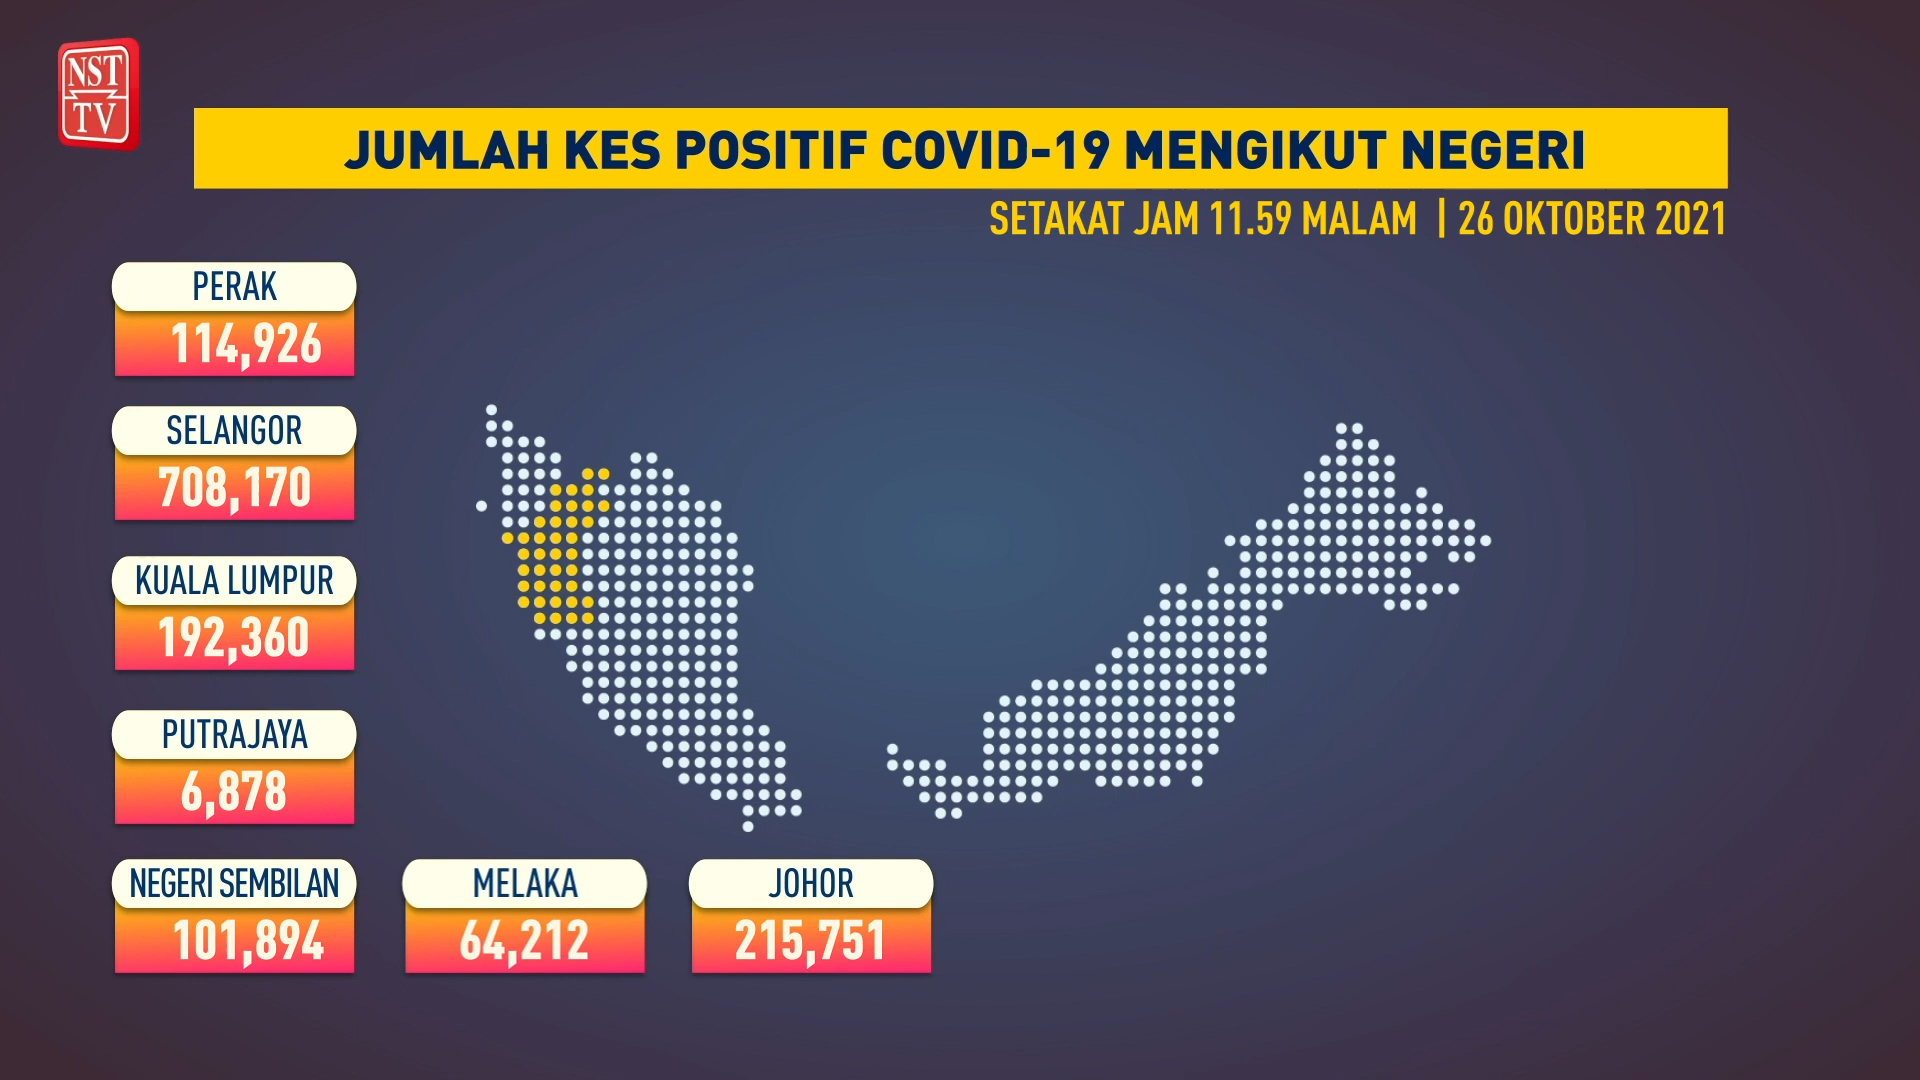 NST
TV
JUMLAH KES POSITIF COVID-19 MENGIKUT NEGERI
SETAKAT JAM 11.59 MALAM | 26 OKTOBER 2021
PERAK
114,926
SELANGOR
708,170
KUALA LUMPUR
192,360
PUTRAJAYA
6,878
NEGERI SEMBILAN
101,894
MELAKA
64,212
JOHOR
215,751